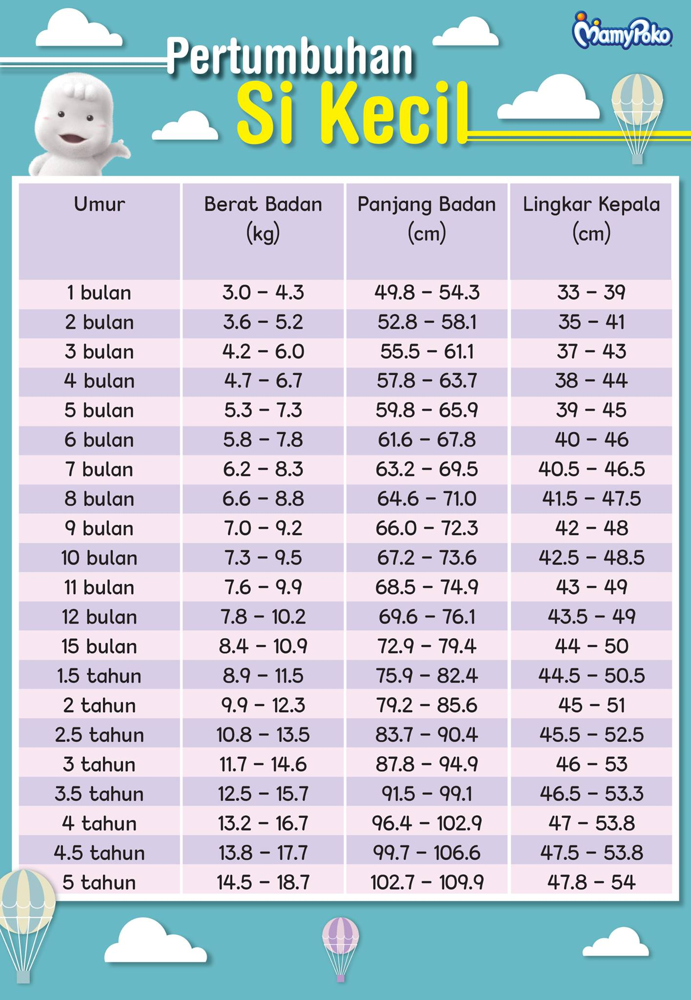 MamyPoko
Pertumbuhan
Si Kecil
Umur Berat Badan (kg) Panjang Badan (cm) Lingkar Kepala (cm)
1 bulan 3.0 – 4.3 49.8 – 54.3 33 – 39
2 bulan 3.6 – 5.2 52.8 – 58.1 35 – 41
3 bulan 4.2 – 6.0 55.5 – 61.1 37 – 43
4 bulan 4.7 – 6.7 57.8 – 63.7 38 – 44
5 bulan 5.3 – 7.3 59.8 – 65.9 39 – 45
6 bulan 5.8 – 7.8 61.6 – 67.8 40 – 46
7 bulan 6.2 – 8.3 63.2 – 69.5 40.5 – 46.5
8 bulan 6.6 – 8.8 64.6 – 71.0 41.5 – 47.5
9 bulan 7.0 – 9.2 66.0 – 72.3 42 – 48
10 bulan 7.3 – 9.5 67.2 – 73.6 42.5 – 48.5
11 bulan 7.6 – 9.9 68.5 – 74.9 43 – 49
12 bulan 7.8 – 10.2 69.6 – 76.1 43.5 – 49
15 bulan 8.4 – 10.9 72.9 – 79.4 44 – 50
1.5 tahun 8.9 – 11.5 75.9 – 82.4 44.5 – 50.5
2 tahun 9.9 – 12.3 79.2 – 85.6 45 – 51
2.5 tahun 10.8 – 13.5 83.7 – 90.4 45.5 – 52.5
3 tahun 11.7 – 14.6 87.8 – 94.9 46 – 53
3.5 tahun 12.5 – 15.7 91.5 – 99.1 46.5 – 53.3
4 tahun 13.2 – 16.7 96.4 – 102.9 47 – 53.8
4.5 tahun 13.8 – 17.7 99.7 – 106.6 47.5 – 53.8
5 tahun 14.5 – 18.7 102.7 – 109.9 47.8 – 54